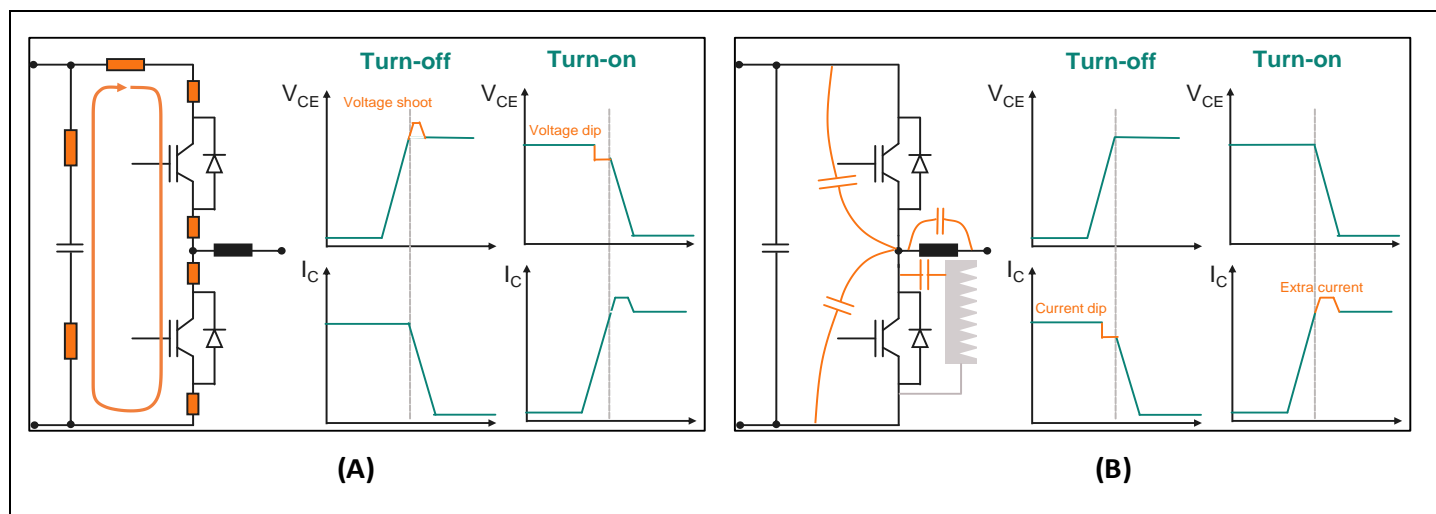 Turn-off
Turn-on
VCE
Voltage shoot
VCE
Voltage dip
IC
IC
(A)
Turn-off
Turn-on
VCE
VCE
IC
Current dip
IC
Extra current
(B)